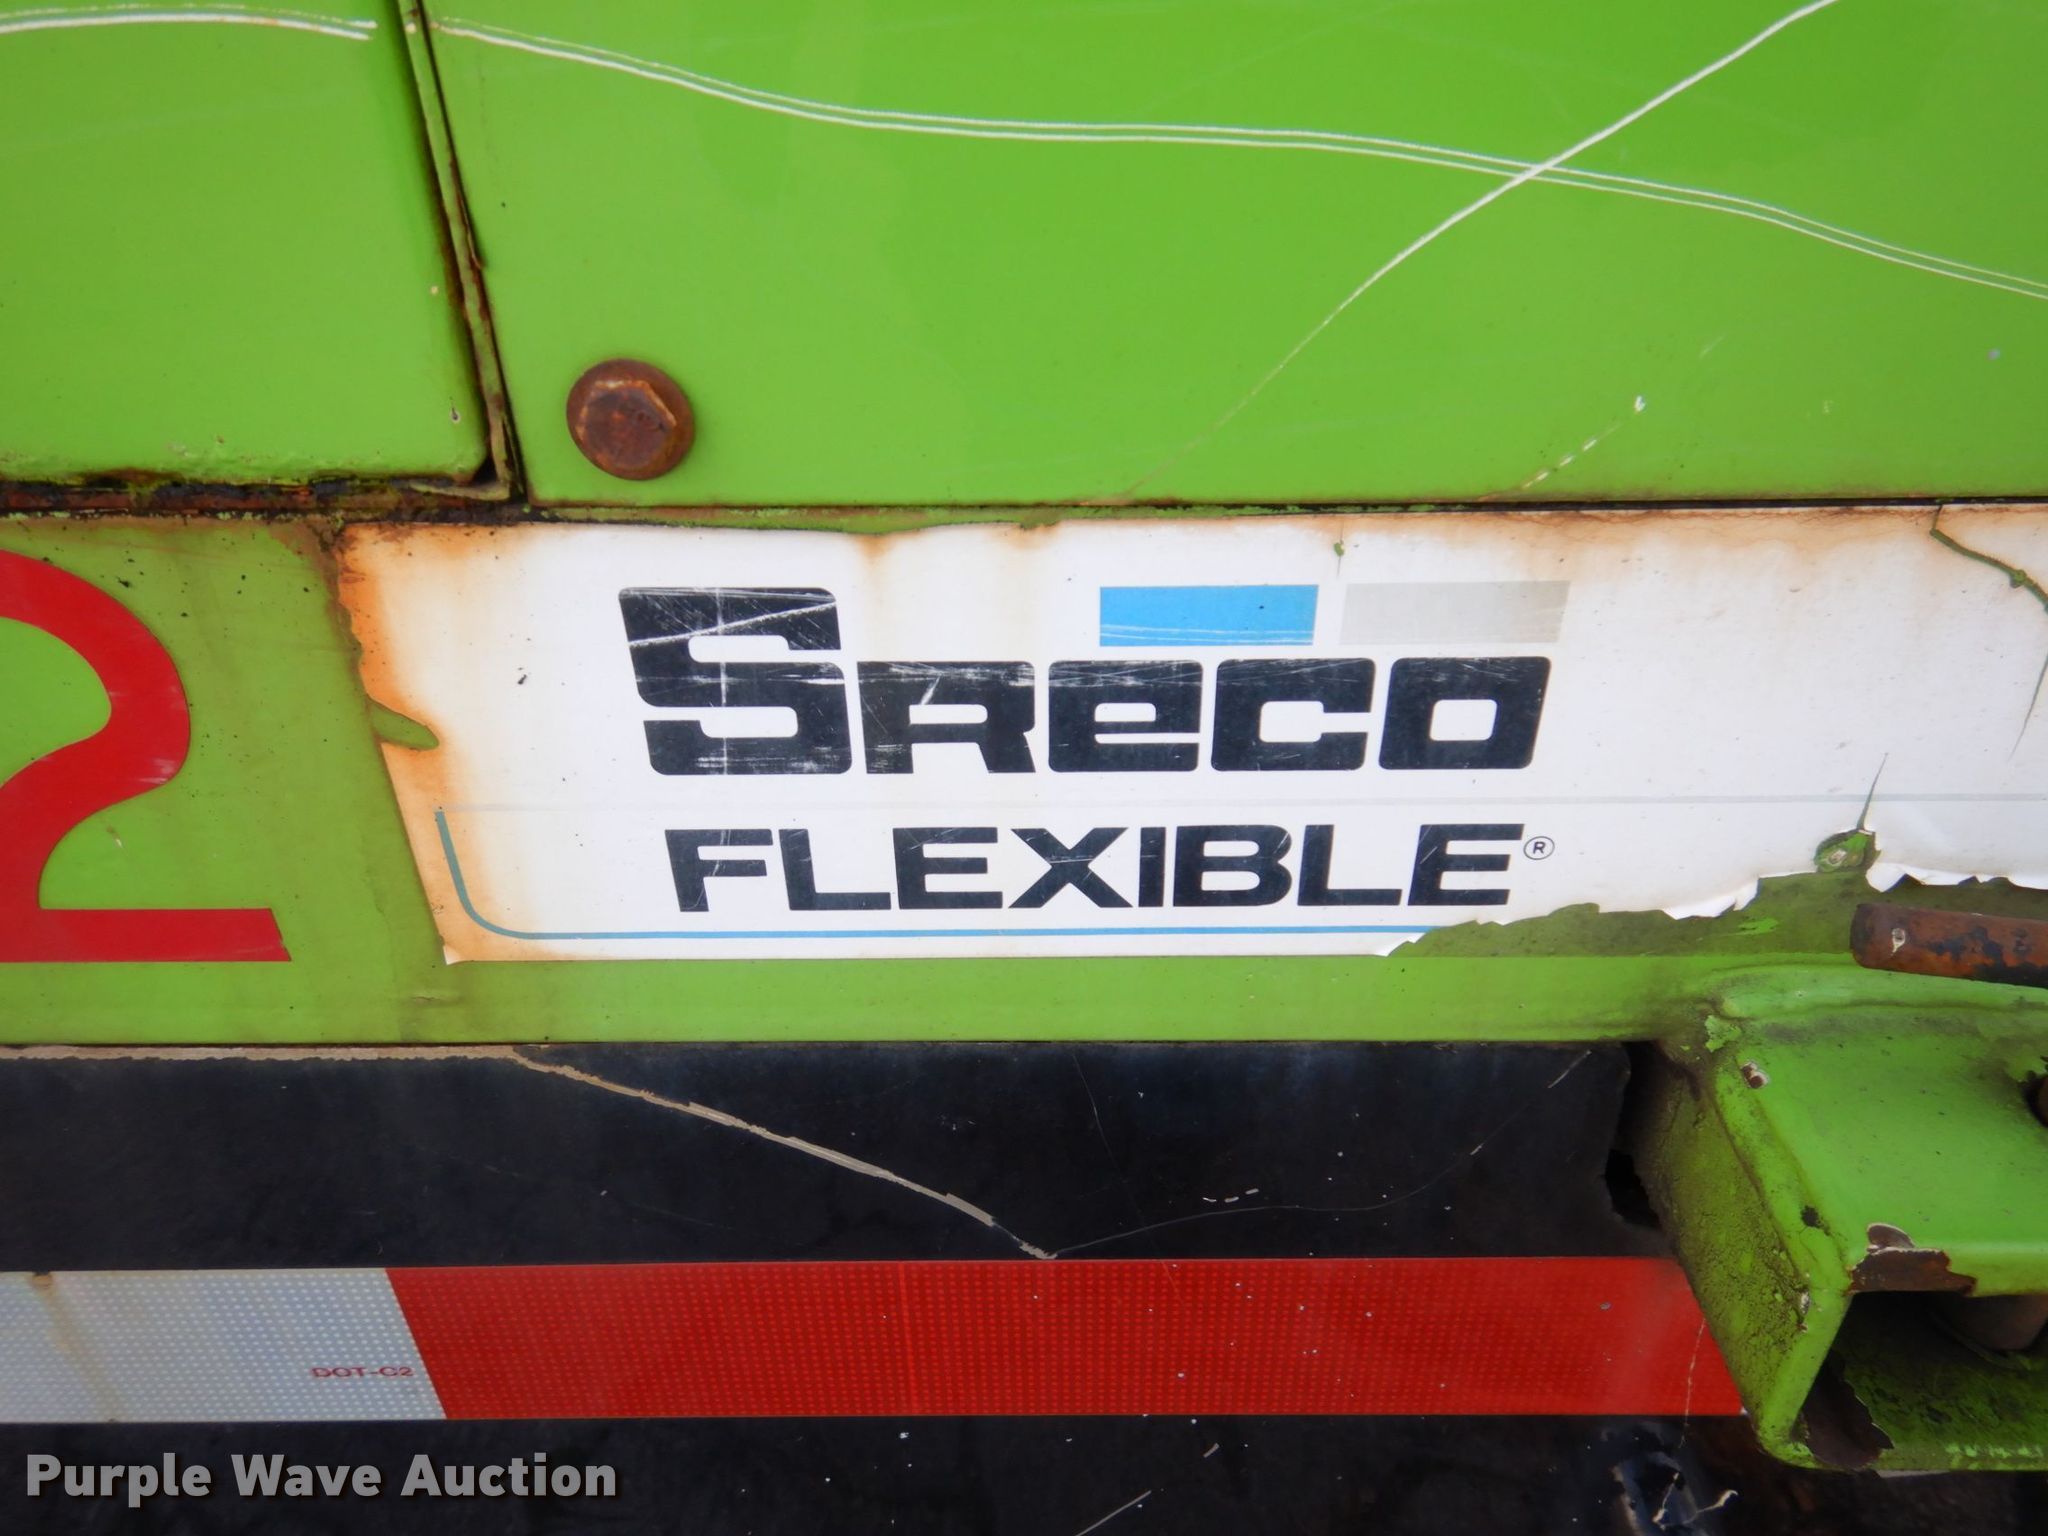 2
SRECO
FLEXIBLE®
DOT-C2
Purple Wave Auction